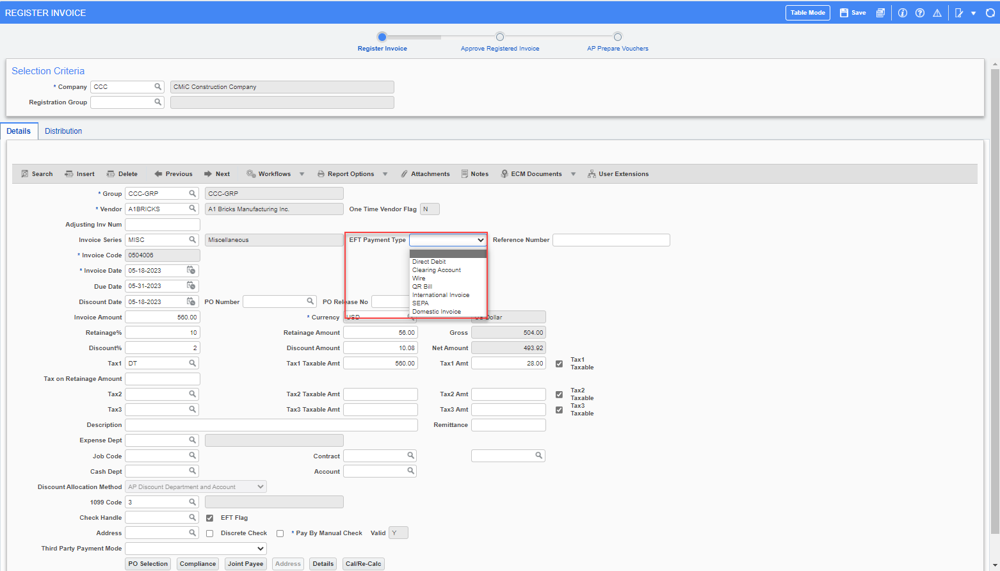 REGISTER INVOICE Table Mode Save
Register Invoice Approve Registered Invoice AP Prepare Vouchers
Selection Criteria
* Company CCC CMiC Construction Company
Registration Group
Details Distribution
Search Insert Delete Previous Next Workflows Report Options Attachments Notes ECM Documents User Extensions
* Group CCC-GRP CCC-GRP
* Vendor A1BRICKS A1 Bricks Manufacturing Inc. One Time Vendor Flag N
Adjusting Inv Num
Invoice Series MISC Miscellaneous EFT Payment Type Reference Number
* Invoice Code 0504006
Direct Debit
* Invoice Date 05-18-2023 Clearing Account
Wire
Due Date 05-31-2023 QR Bill
International Invoice
Discount Date 05-18-2023 PO Number PO Release No SEPA
Domestic Invoice
Invoice Amount 560.00 * Currency USD Dollar
Retainage% 10 Retainage Amount 56.00 Gross 504.00
Discount% 2 Discount Amount 10.08 Net Amount 493.92
Tax1 DT Tax1 Taxable Amt 560.00 Tax1 Amt 28.00 Tax1 Taxable
Tax on Retainage Amount
Tax2 Tax2 Taxable Amt Tax2 Amt Tax2 Taxable
Tax3 Tax3 Taxable Amt Tax3 Amt Tax3 Taxable
Description Remittance
Expense Dept
Job Code Contract
Cash Dept Account
Discount Allocation Method AP Discount Department and Account
1099 Code 3
Check Handle EFT Flag
Address Discrete Check * Pay By Manual Check Valid Y
Third Party Payment Mode
PO Selection Compliance Joint Payee Address Details Cal/Re-Calc